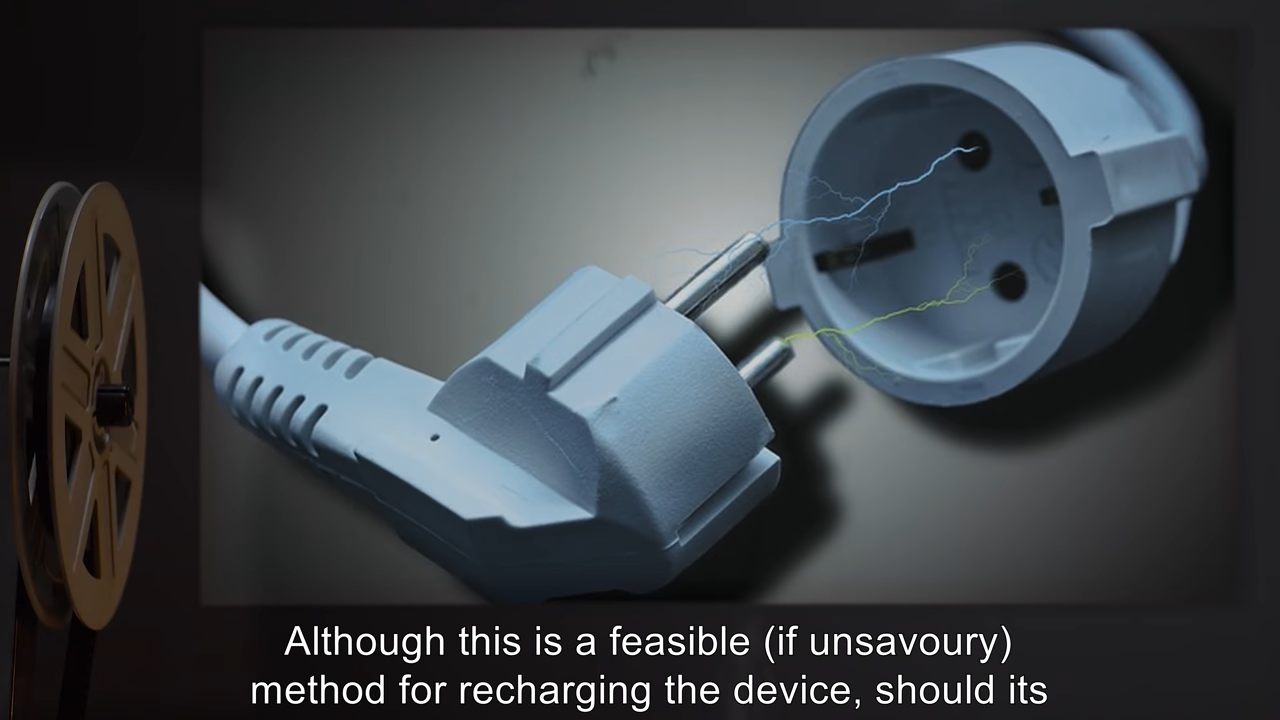 Although this is a feasible (if unsavoury)
method for recharging the device, should its